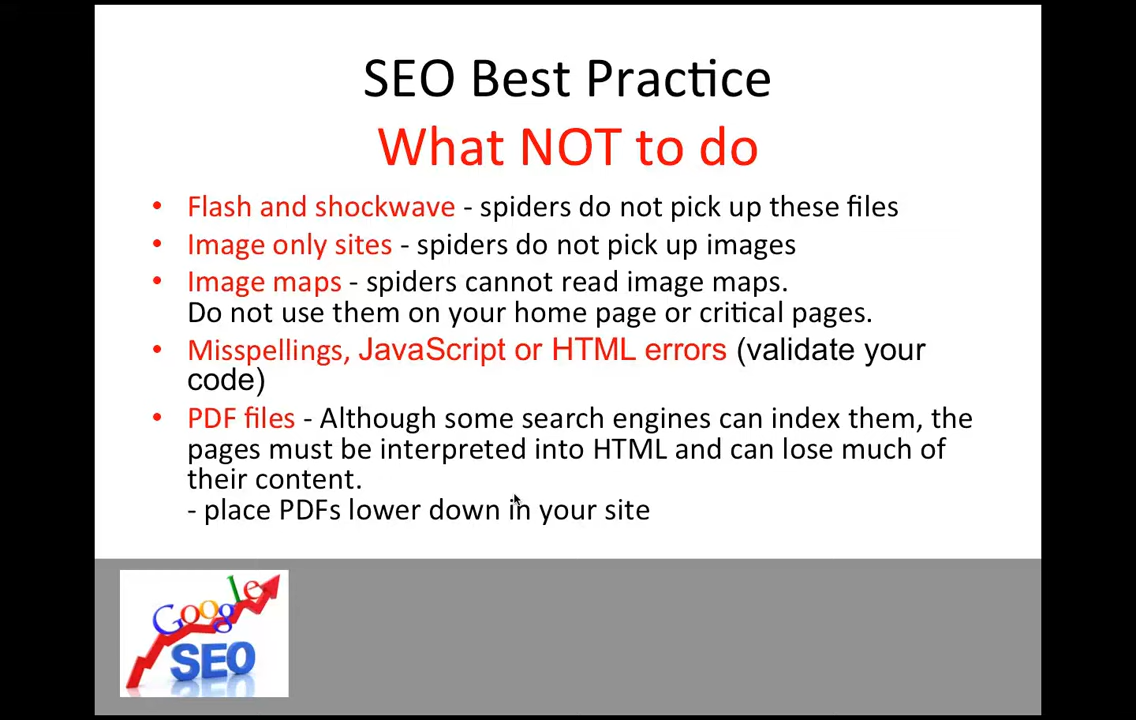 SEO Best Practice
What NOT to do
• Flash and shockwave - spiders do not pick up these files
• Image only sites - spiders do not pick up images
• Image maps - spiders cannot read image maps.
Do not use them on your home page or critical pages.
• Misspellings, JavaScript or HTML errors (validate your
code)
• PDF files - Although some search engines can index them, the
pages must be interpreted into HTML and can lose much of
their content.
- place PDFs lower down in your site
Google
SEO